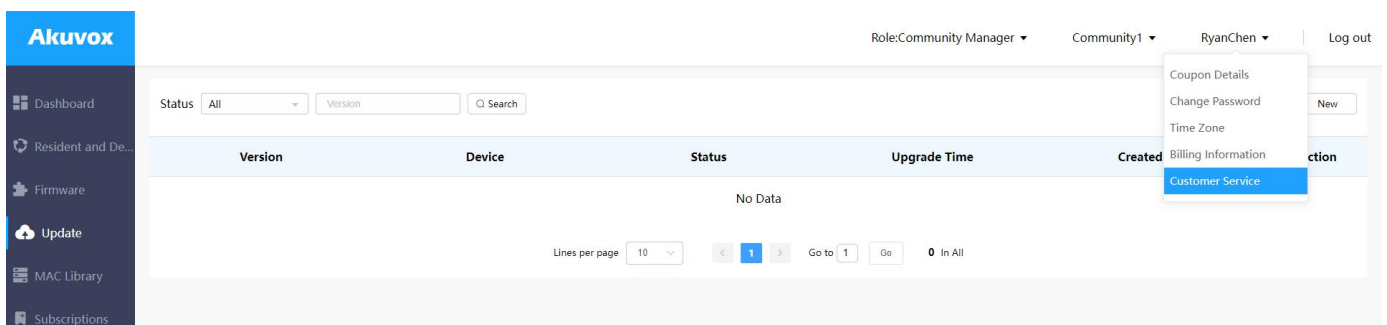 Akuvox
Role:Community Manager
Community1
RyanChen
Log out
Coupon Details
Change Password
Time Zone
Billing Information
Customer Service
Dashboard
Resident and De...
Firmware
Update
MAC Library
Subscriptions
Status All Version Search New
Version Device Status Upgrade Time Created ction
No Data
Lines per page 10 < 1 > Go to 1 Go 0 In All